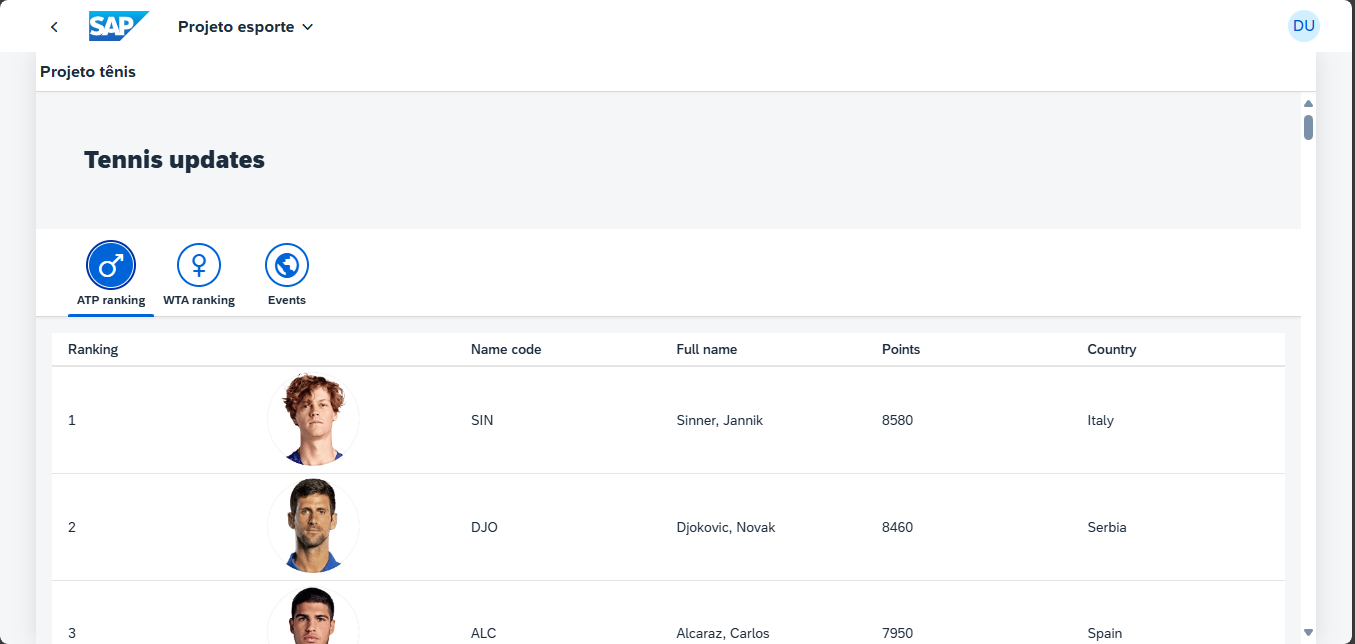 SAP Projeto esporte DU
Projeto tênis
Tennis updates
ATP ranking WTA ranking Events
Ranking Name code Full name Points Country
1 SIN Sinner, Jannik 8580 Italy
2 DJO Djokovic, Novak 8460 Serbia
3 ALC Alcaraz, Carlos 7950 Spain